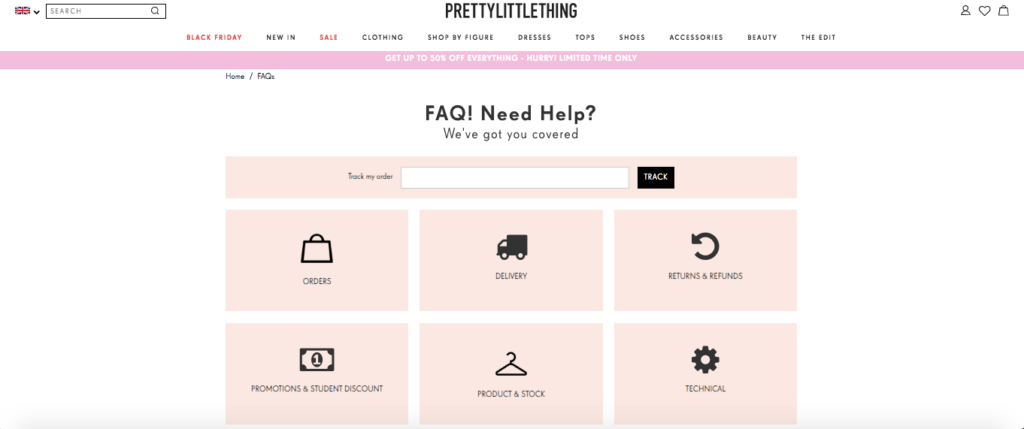 SEARCH
PRETTYLITTLETHING
BLACK FRIDAY NEW IN SALE CLOTHING SHOP BY FIGURE DRESSES TOPS SHOES ACCESSORIES BEAUTY THE EDIT
GET UP TO 50% OFF EVERYTHING - HURRY! LIMITED TIME ONLY
Home / FAQs
FAQ! Need Help?
We've got you covered
Track my order TRACK
ORDERS
DELIVERY
RETURNS & REFUNDS
1
PROMOTIONS & STUDENT DISCOUNT
PRODUCT & STOCK
TECHNICAL